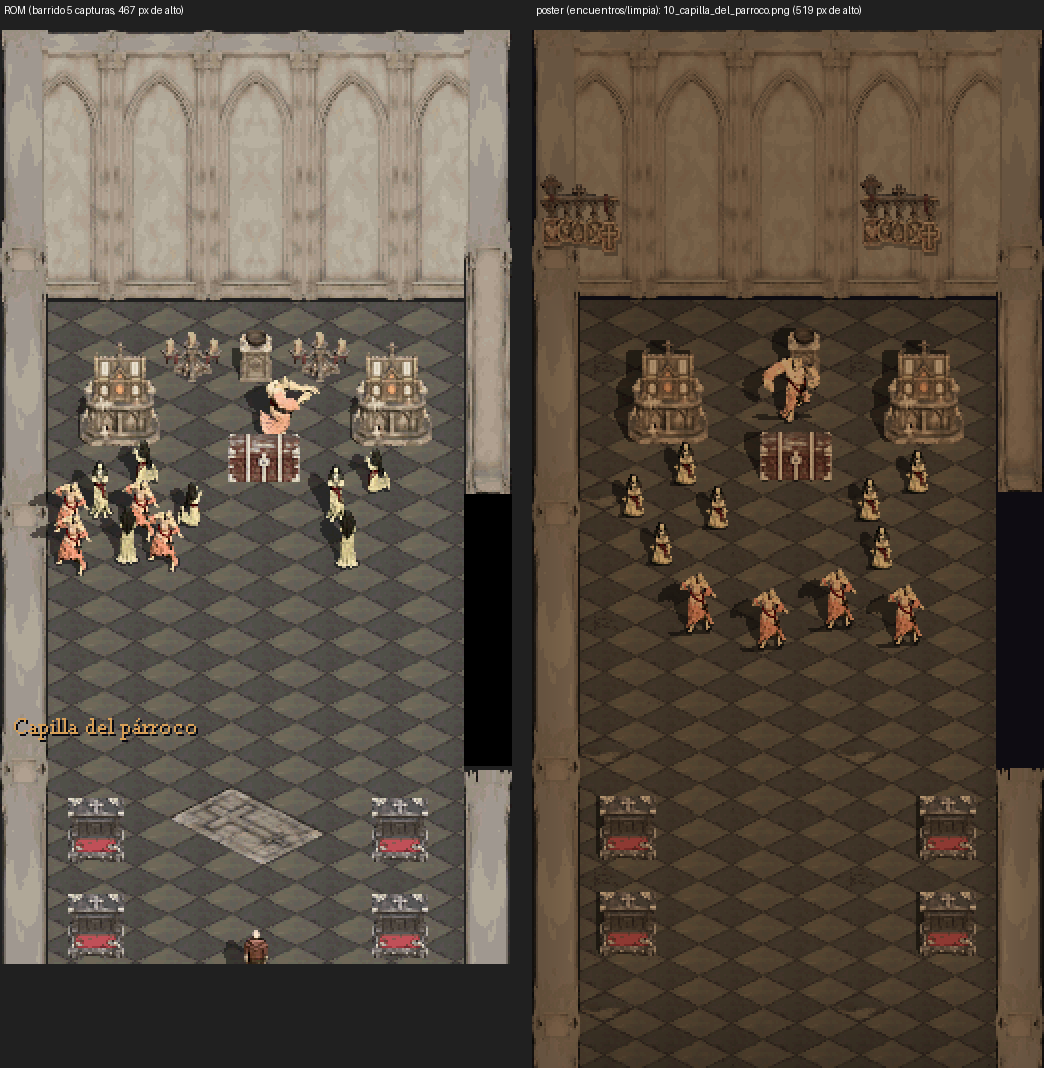 ROM (barrido 5 capturas, 467 px de alto)
poster (encuentros/limpia): 10_capilla_del_parroco.png (519 px de alto)
Capilla del párroco